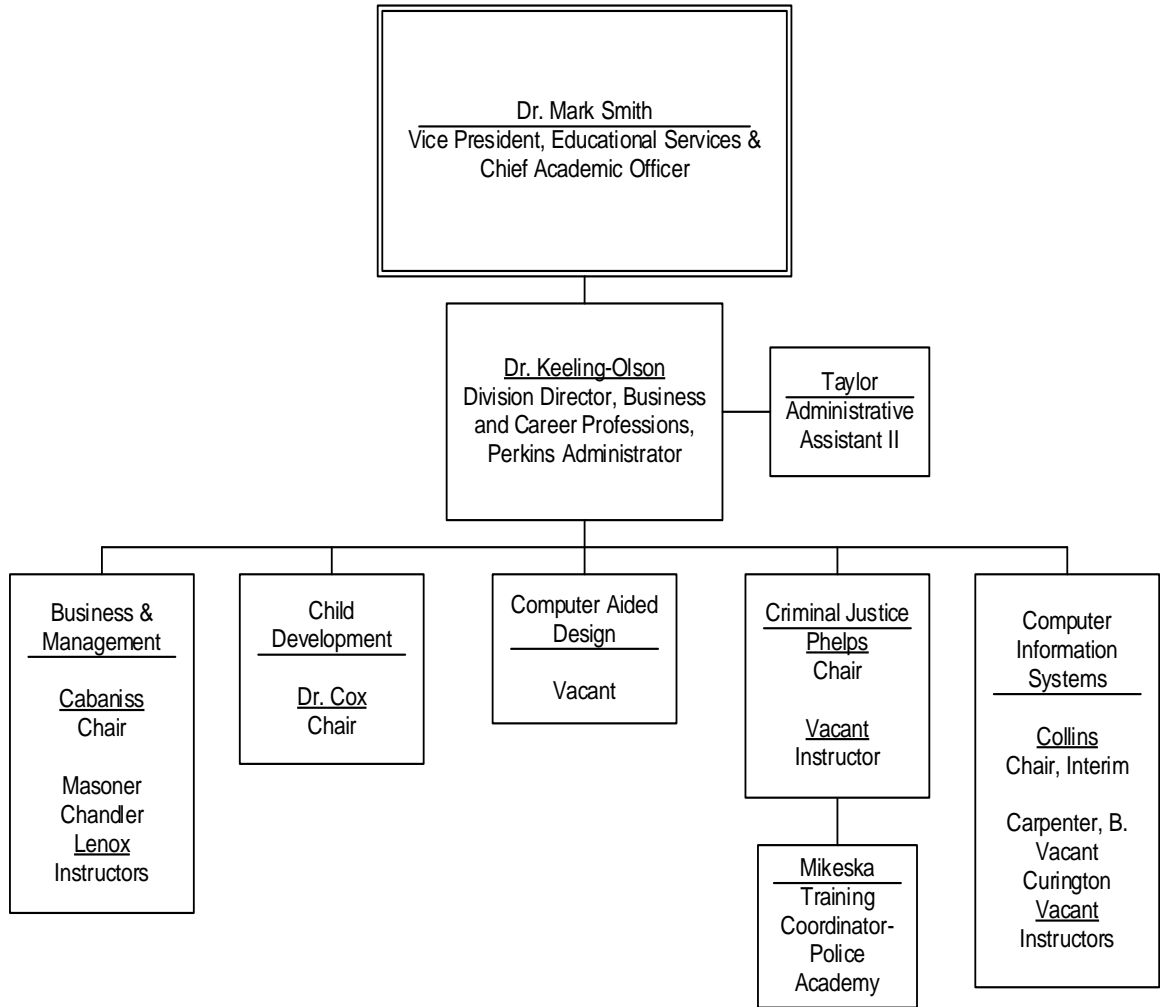 Dr. Mark Smith
Vice President, Educational Services &
Chief Academic Officer
Dr. Keeling-Olson
Division Director, Business
and Career Professions,
Perkins Administrator
Taylor
Administrative
Assistant II
Business &
Management
Cabaniss
Chair
Masoner
Chandler
Lenox
Instructors
Child
Development
Dr. Cox
Chair
Computer Aided
Design
Vacant
Criminal Justice
Phelps
Chair
Vacant
Instructor
Mikeska
Training
Coordinator-
Police
Academy
Computer
Information
Systems
Collins
Chair, Interim
Carpenter, B.
Vacant
Curington
Vacant
Instructors